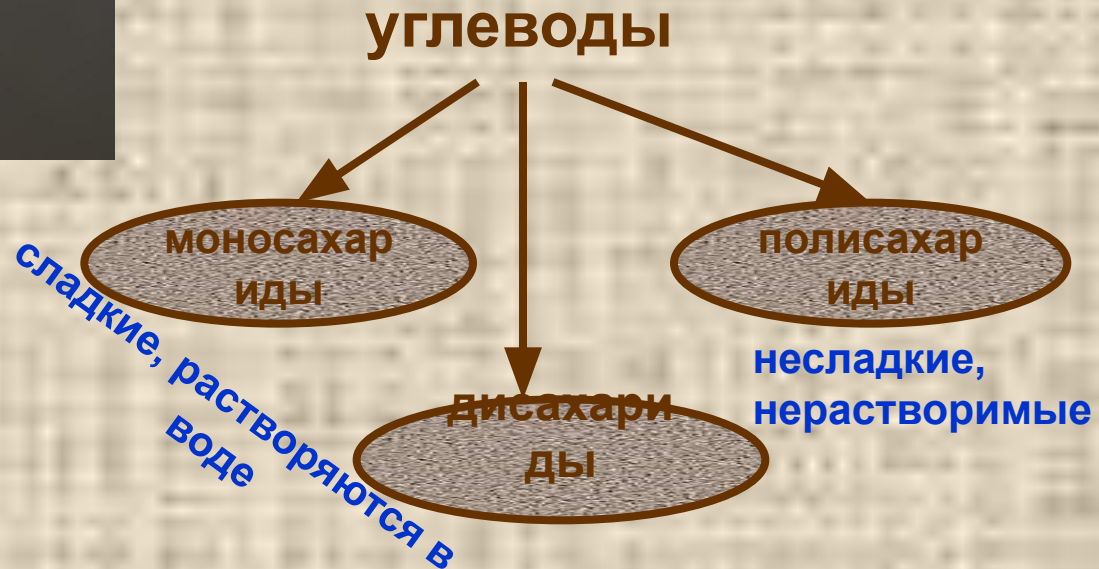 углеводы
моносахар
иды
полисахар
иды
сладкие, растворяются в
воде
несладкие,
нерастворимые
дисахари
ды